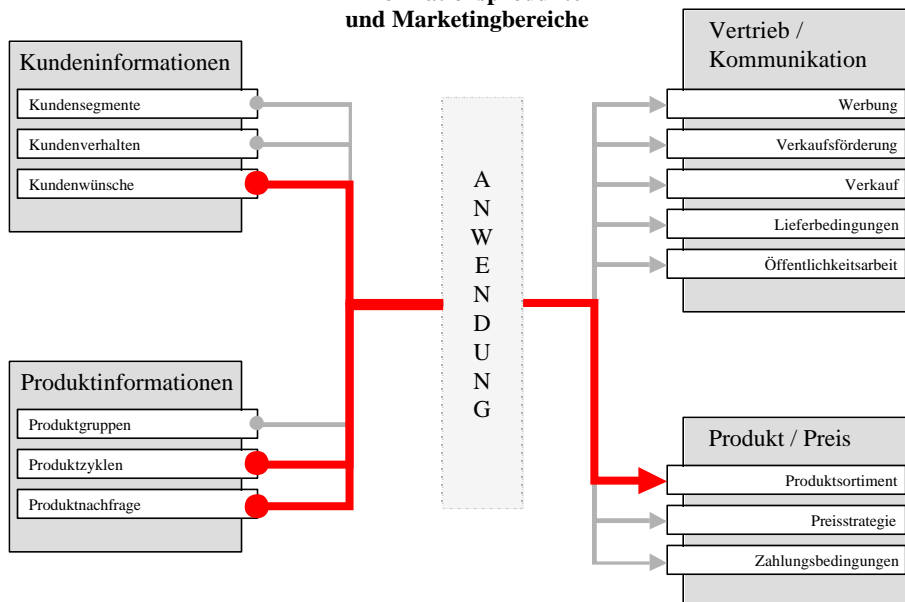 und Marketingbereiche
Kundeninformationen
Kundensegmente
Kundenverhalten
Kundenwünsche
Produktinformationen
Produktgruppen
Produktzyklen
Produktnachfrage
A
N
W
E
N
D
U
N
G
Vertrieb /
Kommunikation
Werbung
Verkaufsförderung
Verkauf
Lieferbedingungen
Öffentlichkeitsarbeit
Produkt / Preis
Produktsortiment
Preisstrategie
Zahlungsbedingungen